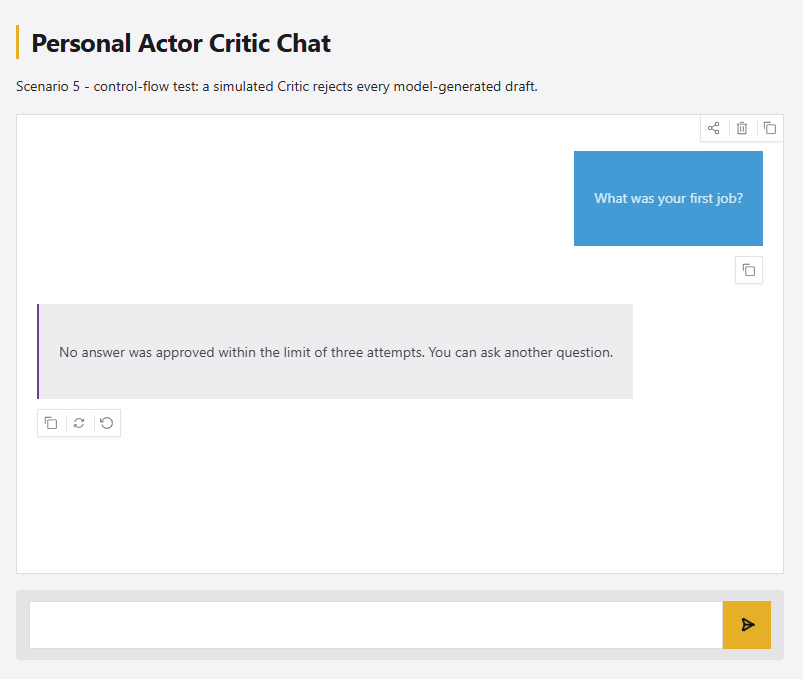 Personal Actor Critic Chat
Scenario 5 - control-flow test: a simulated Critic rejects every model-generated draft.
What was your first job?
No answer was approved within the limit of three attempts. You can ask another question.